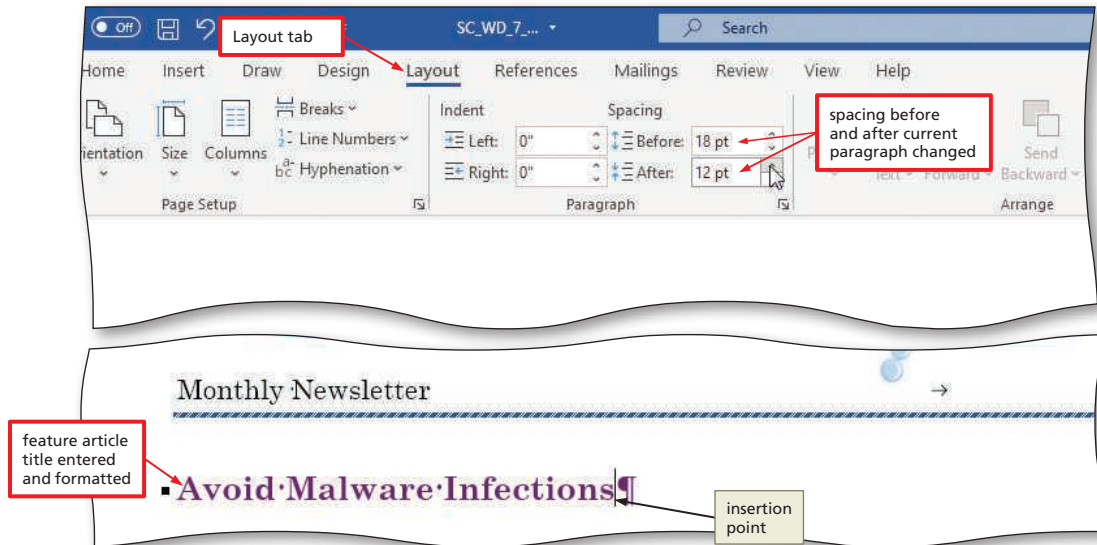 Off
SC_WD_7_...
Search
Layout tab
Home Insert Draw Design Layout References Mailings Review View Help
Breaks
Indent
Spacing
Line Numbers
Left: 0"
Before: 18 pt
Size Columns
Hyphenation
Right: 0"
After: 12 pt
spacing before
and after current
paragraph changed
Send
Text Forward Backward
Page Setup
Paragraph
Arrange
Monthly·Newsletter
feature article
title entered
and formatted
Avoid·Malware·Infections¶
insertion
point